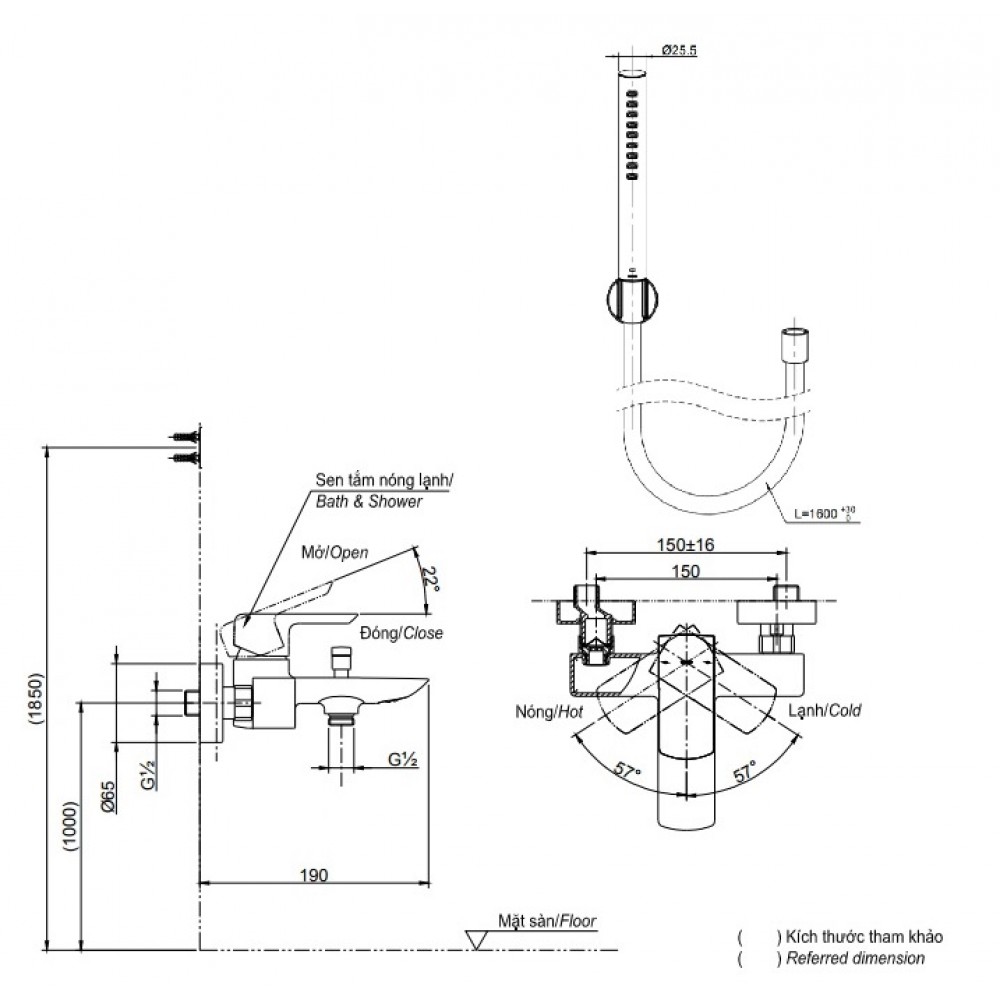 Ø25.5
L=1600 +30 0
Sen tắm nóng lạnh/
Bath & Shower
Mở/Open
22°
Đóng/Close
150±16
150
Nóng/Hot
Lạnh/Cold
57°
57°
(1850)
(1000)
Ø65
G½
G½
190
Mặt sàn/Floor
( ) Kích thước tham khảo
( ) Referred dimension